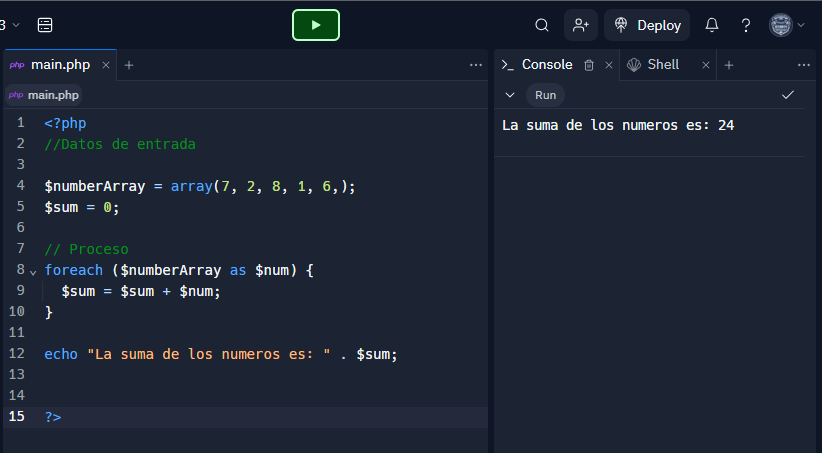 3
Deploy
?
php main.php
Console
Shell
php main.php
Run
1 <?php
2 //Datos de entrada
3
4 $numberArray = array(7, 2, 8, 1, 6,);
5 $sum = 0;
6
7 // Proceso
8 foreach ($numberArray as $num) {
9 $sum = $sum + $num;
10 }
11
12 echo "La suma de los numeros es: " . $sum;
13
14
15 ?>
La suma de los numeros es: 24